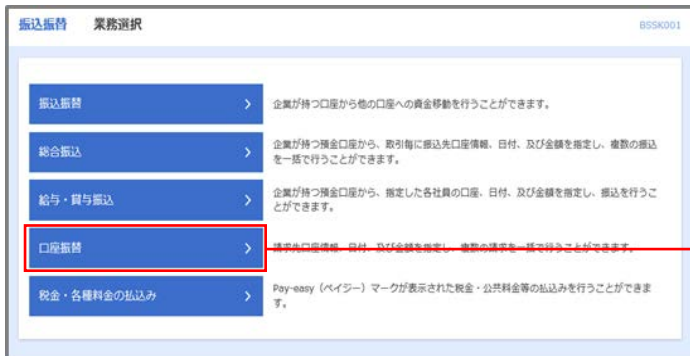 振込振替 業務選択 BSSK001
振込振替 企業が持つ口座から他の口座への資金移動を行うことができます。
総合振込 企業が持つ預金口座から、取引毎に振込先口座情報、日付、及び金額を指定し、複数の振込
を一括で行うことができます。
給与・賞与振込 企業が持つ預金口座から、指定した各社員の口座、日付、及び金額を指定し、振込を行うこ
とができます。
口座振替 請求先口座情報、日付、及び金額を指定し、複数の請求を一括で行うことができます。
税金・各種料金の払込み Pay-easy（ペイジー）マークが表示された税金・公共料金等の払込みを行うことができま
す。